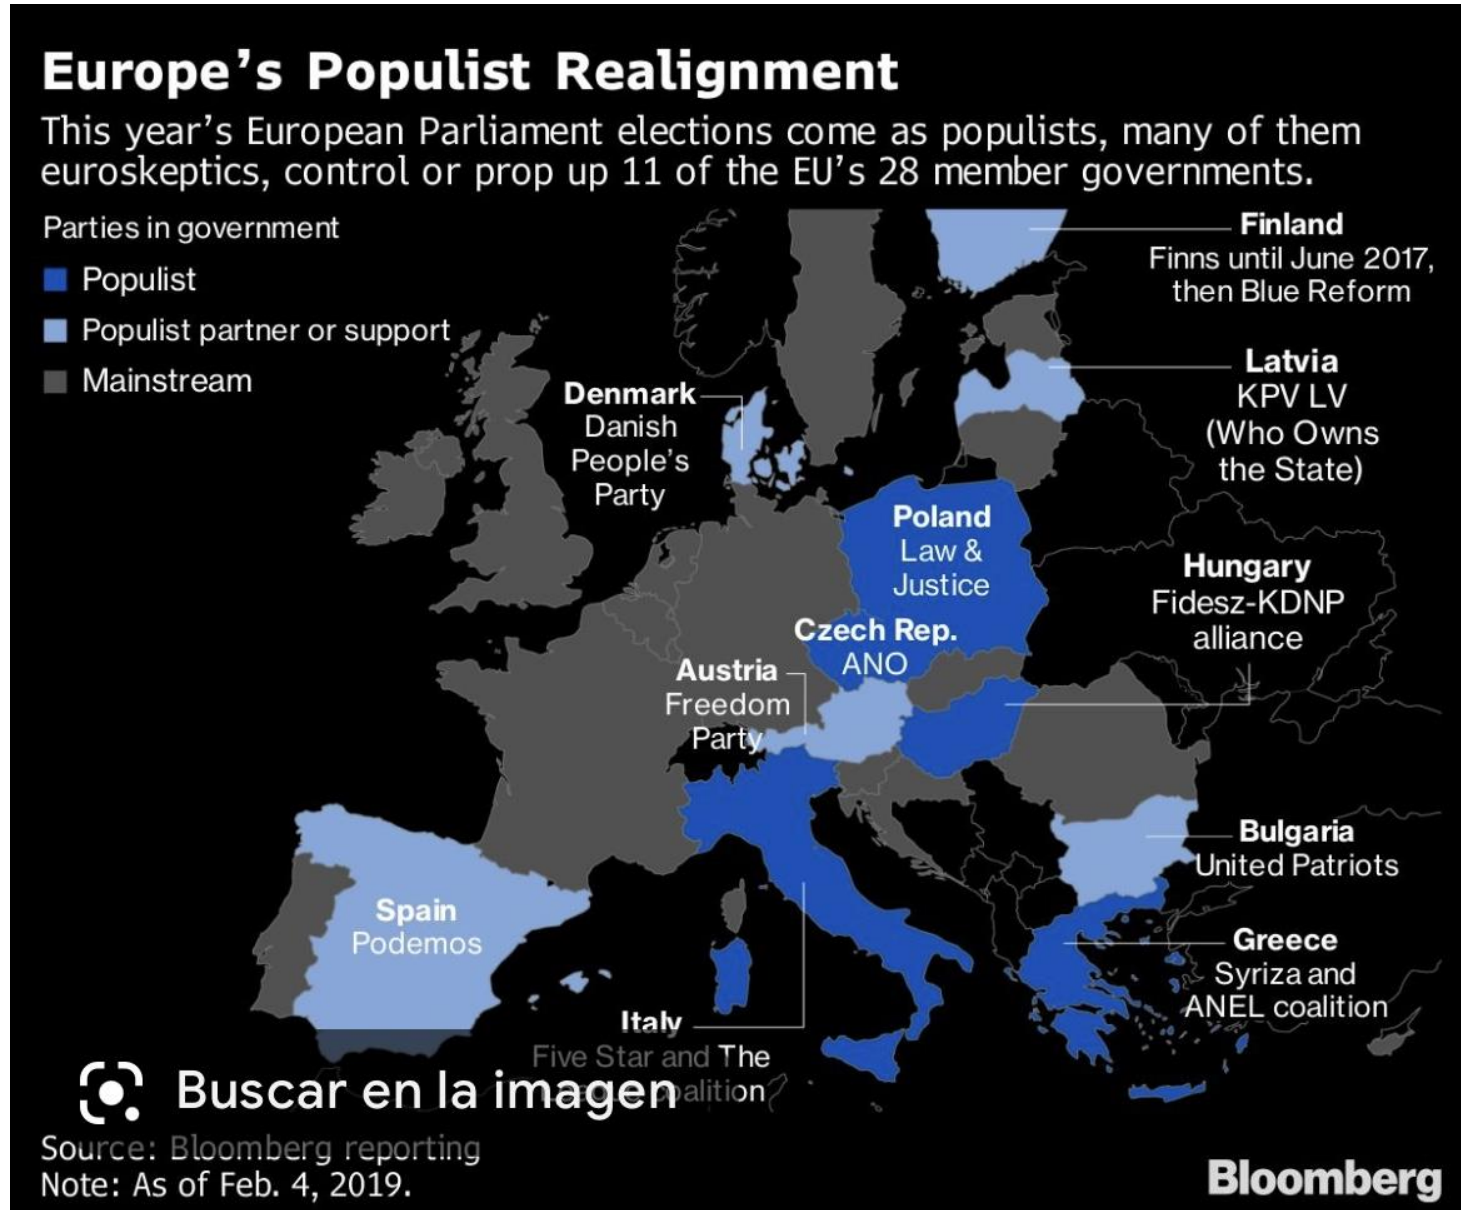 Europe's Populist Realignment
This year's European Parliament elections come as populists, many of them
euroskeptics, control or prop up 11 of the EU's 28 member governments.
Parties in government
Populist
Populist partner or support
Mainstream
Finland
Finns until June 2017,
then Blue Reform
Latvia
KPV LV
(Who Owns
the State)
Denmark
Danish
People's
Party
Poland
Law &
Justice
Hungary
Fidesz-KDNP
alliance
Czech Rep.
ANO
Austria
Freedom
Party
Bulgaria
United Patriots
Spain
Podemos
Greece
Syriza and
ANEL coalition
Italy
Five Star and The
League coalition
Buscar en la imagen
Source: Bloomberg reporting
Note: As of Feb. 4, 2019.
Bloomberg